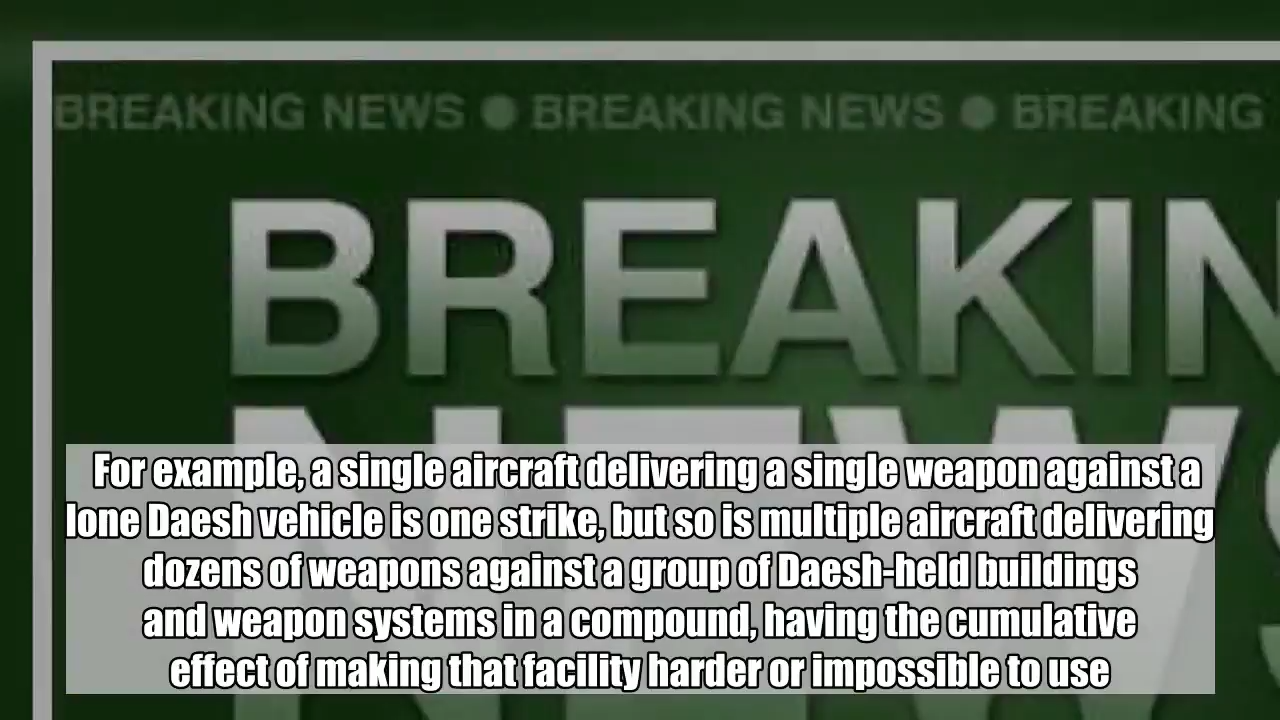 BREAKING NEWS ● BREAKING NEWS ● BREAKING
BREAKIN
NEWS
For example, a single aircraft delivering a single weapon against a
lone Daesh vehicle is one strike, but so is multiple aircraft delivering
dozens of weapons against a group of Daesh-held buildings
and weapon systems in a compound, having the cumulative
effect of making that facility harder or impossible to use